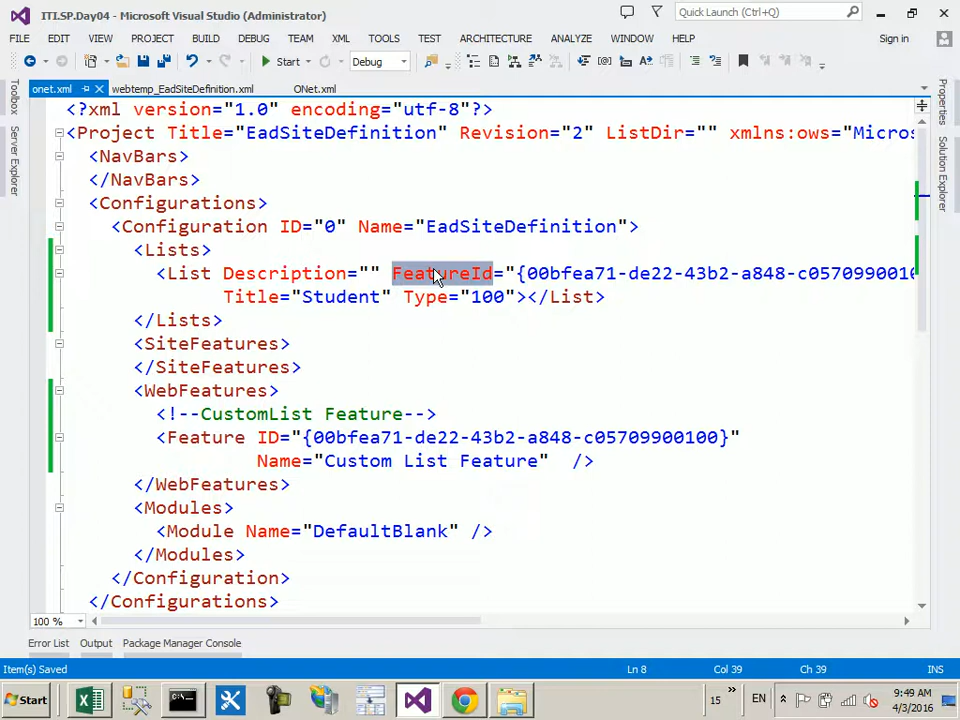 ITI.SP.Day04 - Microsoft Visual Studio (Administrator)
Quick Launch (Ctrl+Q)
FILE EDIT VIEW PROJECT BUILD DEBUG TEAM XML TOOLS TEST ARCHITECTURE ANALYZE WINDOW HELP Sign in
Start Debug
onet.xml webtemp_EadSiteDefinition.xml ONet.xml
Toolbox
Server Explorer
Properties
Solution Explorer
<?xml version="1.0" encoding="utf-8"?>
<Project Title="EadSiteDefinition" Revision="2" ListDir="" xmlns:ows="Micros
<NavBars>
</NavBars>
<Configurations>
<Configuration ID="0" Name="EadSiteDefinition">
<Lists>
<List Description="" FeatureId="{00bfea71-de22-43b2-a848-c0570990010
Title="Student" Type="100"></List>
</Lists>
<SiteFeatures>
</SiteFeatures>
<WebFeatures>
<!--CustomList Feature-->
<Feature ID="{00bfea71-de22-43b2-a848-c05709900100}"
Name="Custom List Feature" />
</WebFeatures>
<Modules>
<Module Name="DefaultBlank" />
</Modules>
</Configuration>
</Configurations>
100 %
Error List Output Package Manager Console
Item(s) Saved Ln 8 Col 39 Ch 39 INS
Start 15 EN 9:49 AM
4/3/2016